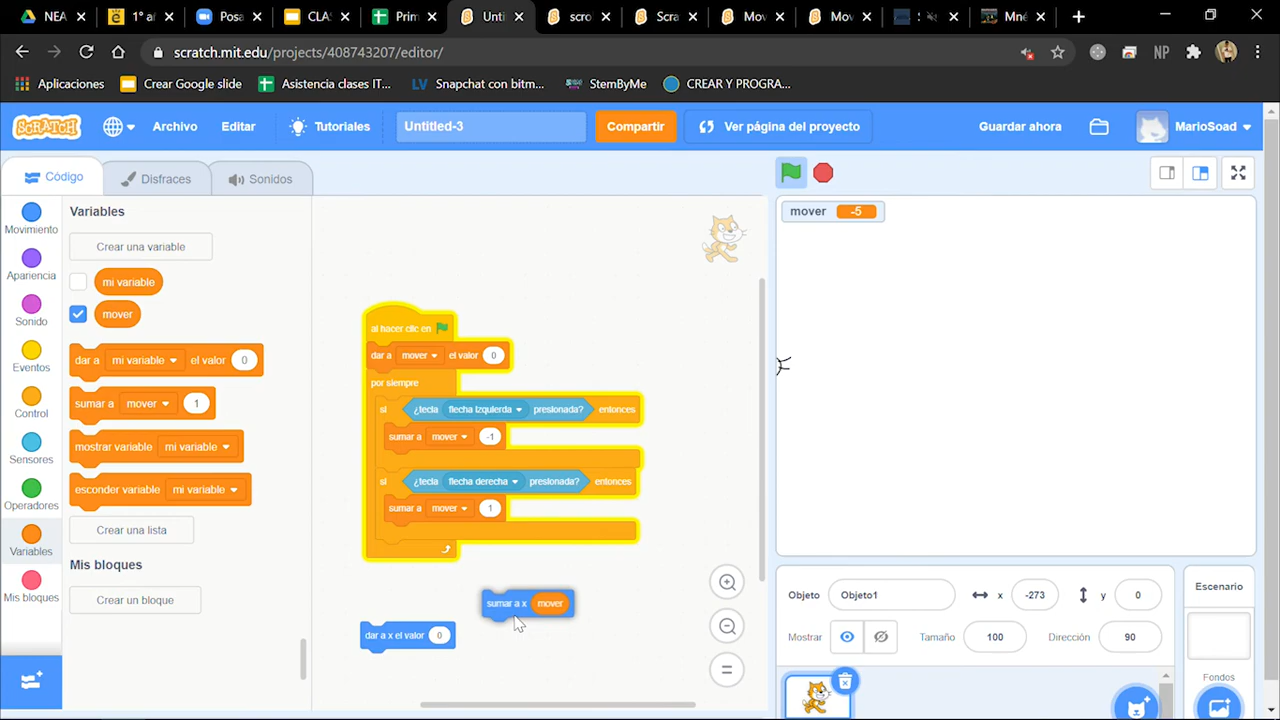 NEA
1º añ
Posa
CLAS
Prim
Unti
scro
Scra
Mov
Mov
Mné
scratch.mit.edu/projects/408743207/editor/
NP
Aplicaciones
Crear Google slide
Asistencia clases IT...
LV Snapchat con bitm...
StemByMe
CREAR Y PROGRA...
SCRATCH
Archivo
Editar
Tutoriales
Untitled-3
Compartir
Ver página del proyecto
Guardar ahora
MarioSoad
Código
Disfraces
Sonidos
Movimiento
Apariencia
Sonido
Eventos
Control
Sensores
Operadores
Variables
Mis bloques
Variables
Crear una variable
mi variable
mover
dar a mi variable el valor 0
sumar a mover 1
mostrar variable mi variable
esconder variable mi variable
Crear una lista
Mis bloques
Crear un bloque
al hacer clic en
dar a mover el valor 0
por siempre
si ¿tecla flecha izquierda presionada? entonces
sumar a mover -1
si ¿tecla flecha derecha presionada? entonces
sumar a mover 1
sumar a x mover
dar a x el valor 0
mover -5
Objeto Objeto1 x -273 y 0
Mostrar Tamaño 100 Dirección 90
Escenario
Fondos